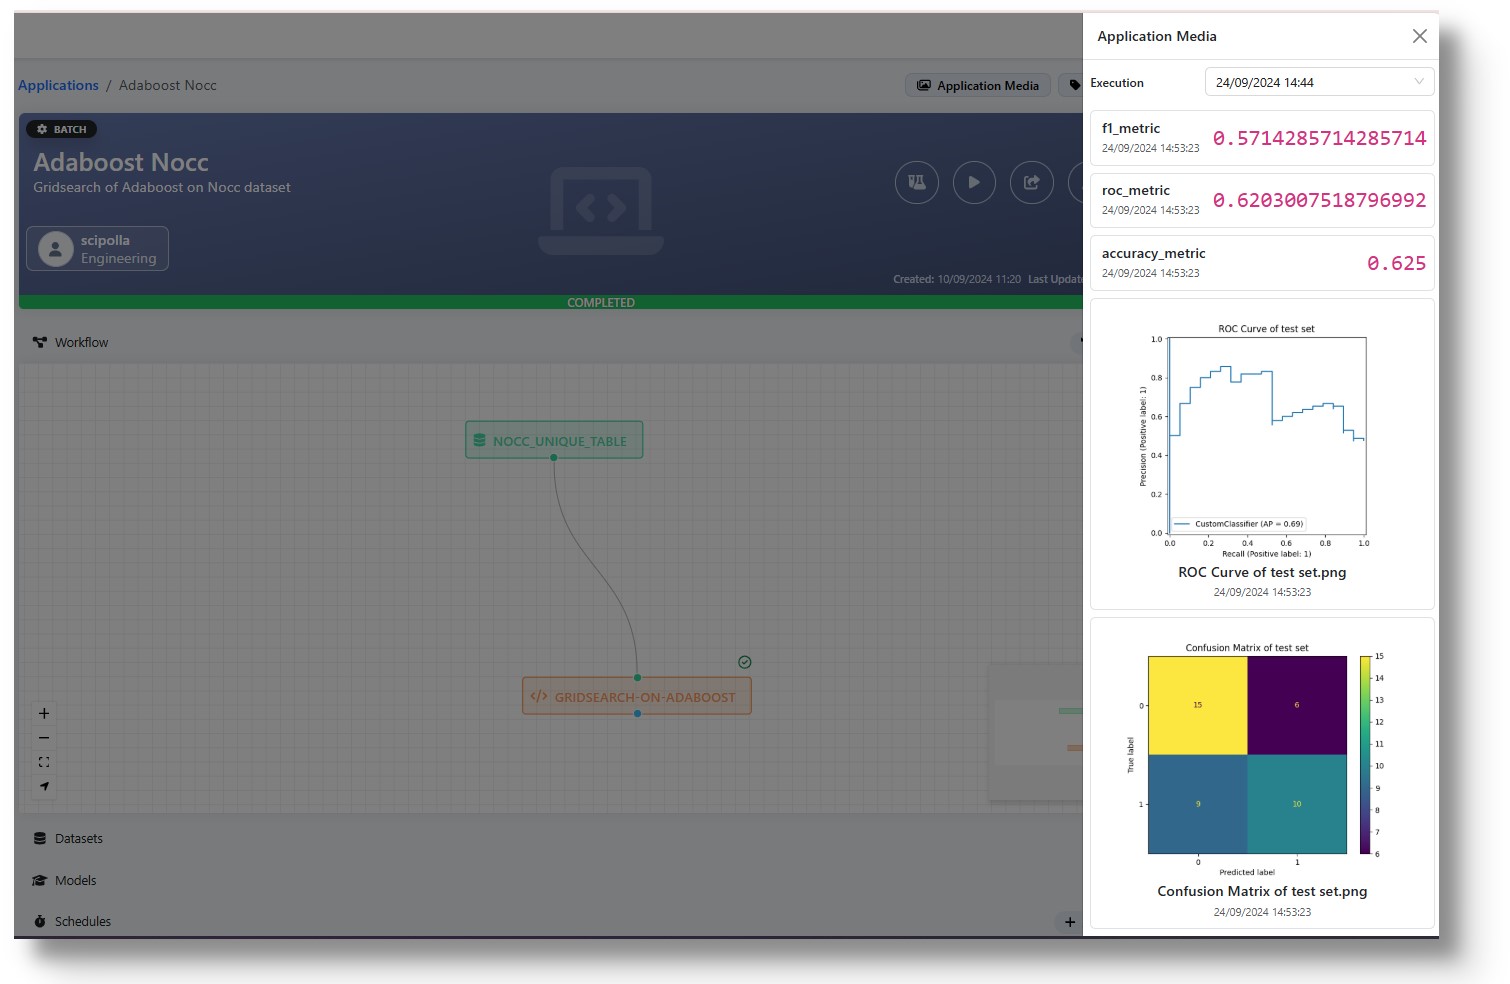 Applications / Adaboost Nocc
Application Media
BATCH
Adaboost Nocc
Gridsearch of Adaboost on Nocc dataset
scipolla
Engineering
Created: 10/09/2024 11:20 Last Updat
COMPLETED
Workflow
NOCC_UNIQUE_TABLE
GRIDSEARCH-ON-ADABOOST
Datasets
Models
Schedules
Application Media
Execution
24/09/2024 14:44
f1_metric
24/09/2024 14:53:23
0.5714285714285714
roc_metric
24/09/2024 14:53:23
0.6203007518796992
accuracy_metric
24/09/2024 14:53:23
0.625
ROC Curve of test set
1.0
0.8
0.6
0.4
0.2
0.0
Precision (Positive label: 1)
CustomClassifier (AP = 0.69)
0.0 0.2 0.4 0.6 0.8 1.0
Recall (Positive label: 1)
ROC Curve of test set.png
24/09/2024 14:53:23
Confusion Matrix of test set
True label
0
15 6
1
9 10
0 1
Predicted label
15
14
13
12
11
10
9
8
7
6
Confusion Matrix of test set.png
24/09/2024 14:53:23